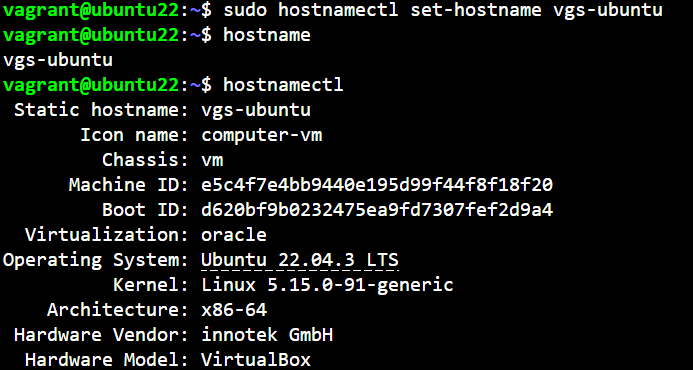 vagrant@ubuntu22:~$ sudo hostnamectl set-hostname vgs-ubuntu
vagrant@ubuntu22:~$ hostname
vgs-ubuntu
vagrant@ubuntu22:~$ hostnamectl
Static hostname: vgs-ubuntu
Icon name: computer-vm
Chassis: vm
Machine ID: e5c4f7e4bb9440e195d99f44f8f18f20
Boot ID: d620bf9b0232475ea9fd7307fef2d9a4
Virtualization: oracle
Operating System: Ubuntu 22.04.3 LTS
Kernel: Linux 5.15.0-91-generic
Architecture: x86-64
Hardware Vendor: innotek GmbH
Hardware Model: VirtualBox